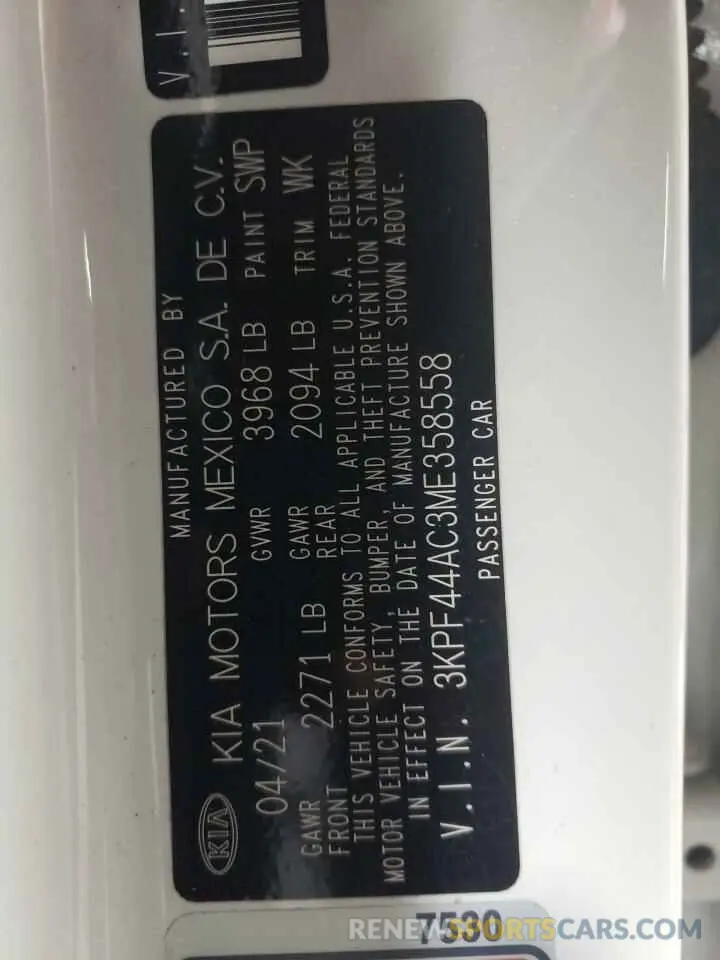 V.I.
MANUFACTURED BY
KIA KIA MOTORS MEXICO S.A. DE C.V.
04/21 GVWR 3968 LB PAINT SWP
GAWR FRONT 2271 LB GAWR REAR 2094 LB TRIM WK
THIS VEHICLE CONFORMS TO ALL APPLICABLE U.S.A. FEDERAL
MOTOR VEHICLE SAFETY, BUMPER, AND THEFT PREVENTION STANDARDS
IN EFFECT ON THE DATE OF MANUFACTURE SHOWN ABOVE.
V.I.N. 3KPF44AC3ME358558
PASSENGER CAR
7530
RENEWSPORTSCARS.COM